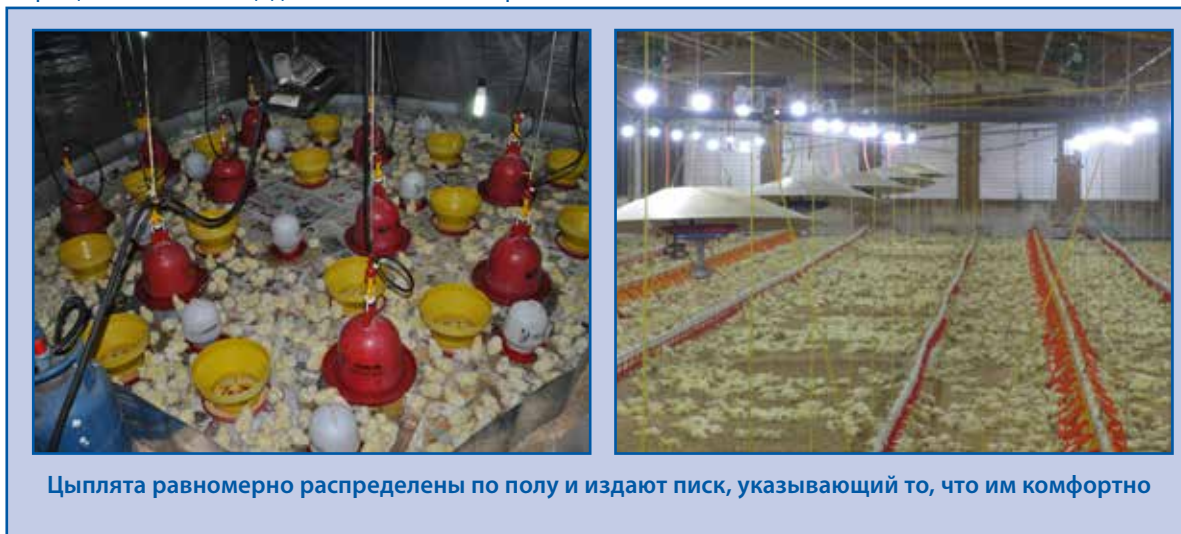 Цыплята равномерно распределены по полу и издают писк, указывающий то, что им комфортно